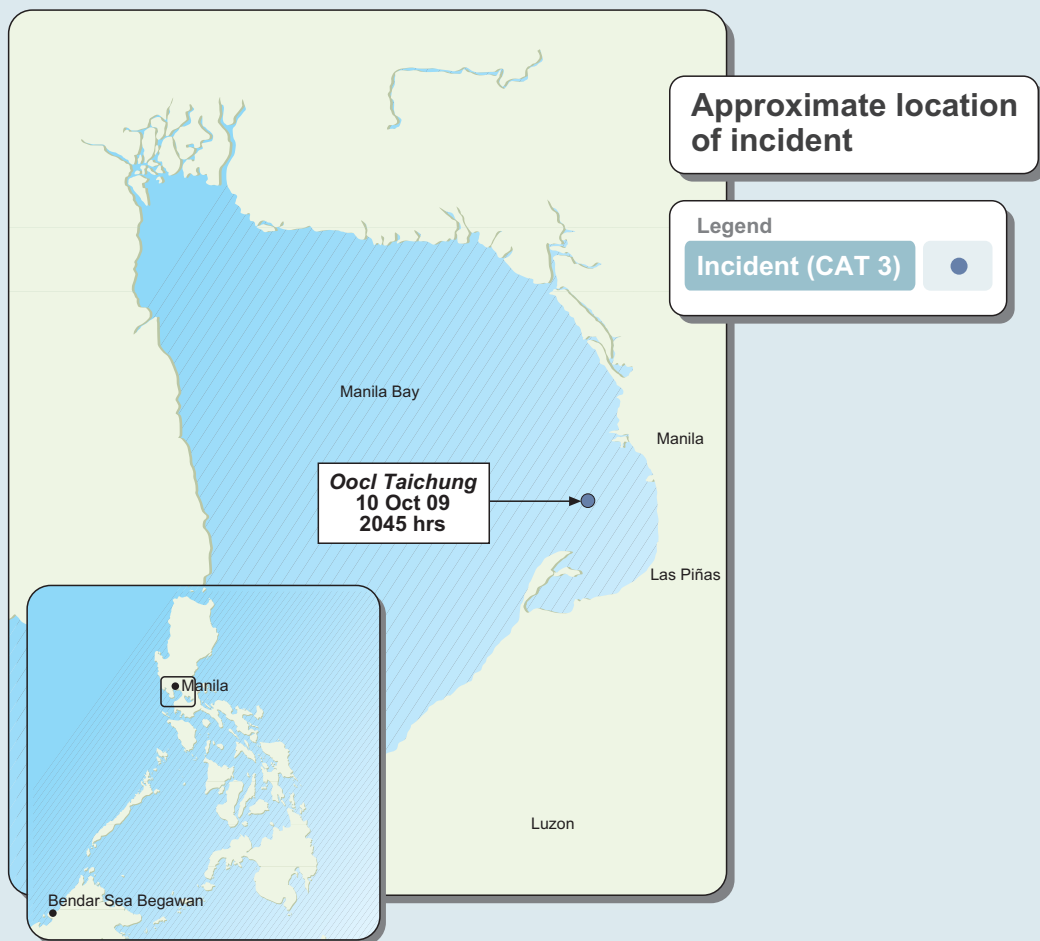 Approximate location
of incident
Legend
Incident (CAT 3)
Manila Bay
Manila
Oocl Taichung
10 Oct 09
2045 hrs
Las Piñas
Manila
Luzon
Bendar Sea Begawan